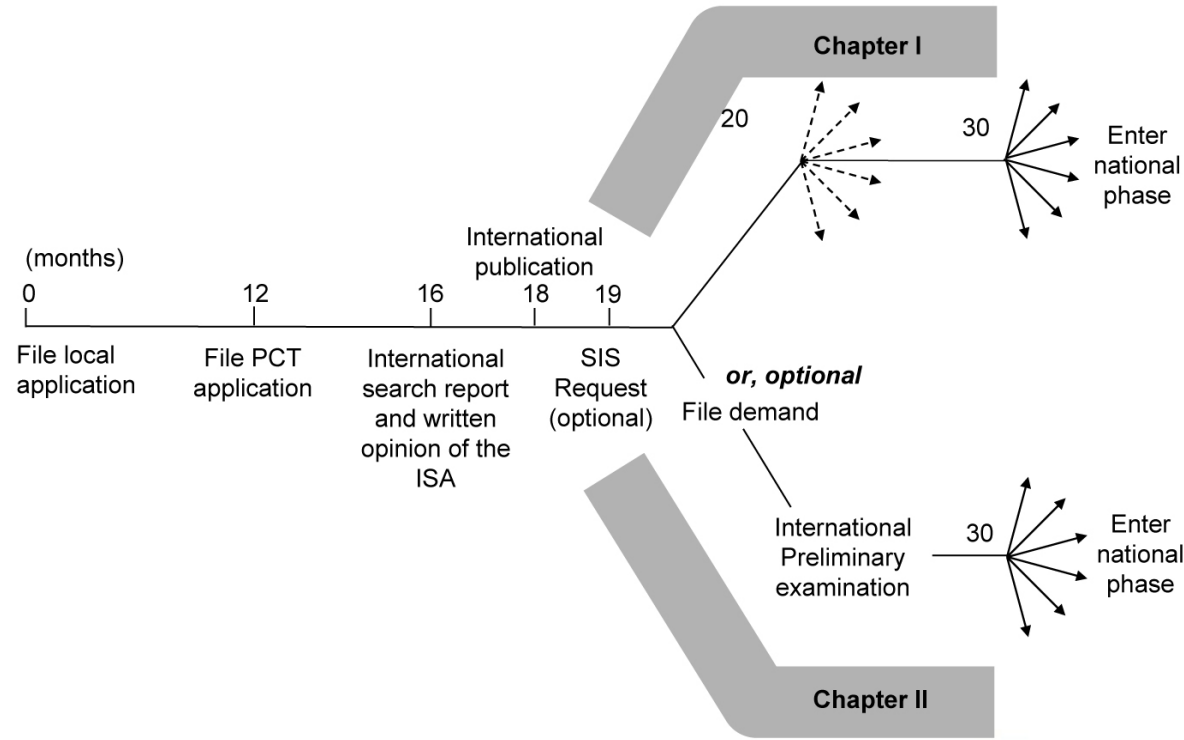 Chapter I
20
30
Enter
national
phase
International
publication
(months)
0
12
16
18
19
File local
application
File PCT
application
International
search report
and written
opinion of the
ISA
SIS
Request
(optional)
or, optional
File demand
International
Preliminary
examination
30
Enter
national
phase
Chapter II